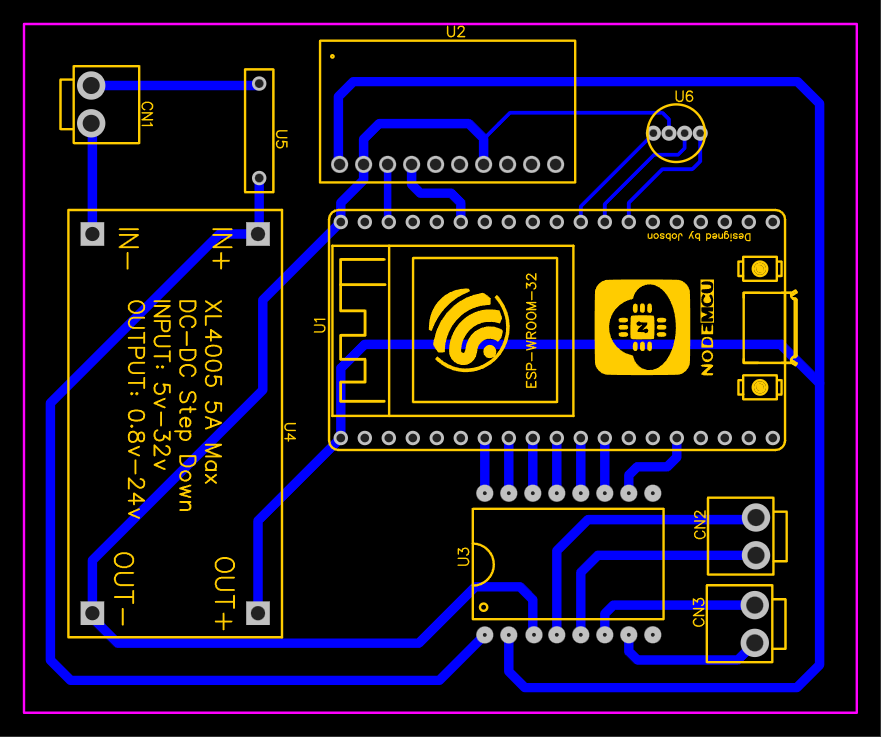 U2
U6
CN1
U5
Designed by Jobson
IN-
IN+
XL4005 5A Max
DC-DC Step Down
INPUT: 5v-32v
OUTPUT: 0.8v-24v
OUT-
OUT+
U4
U1
ESP-WROOM-32
N
NODEMCU
U3
CN2
CN3